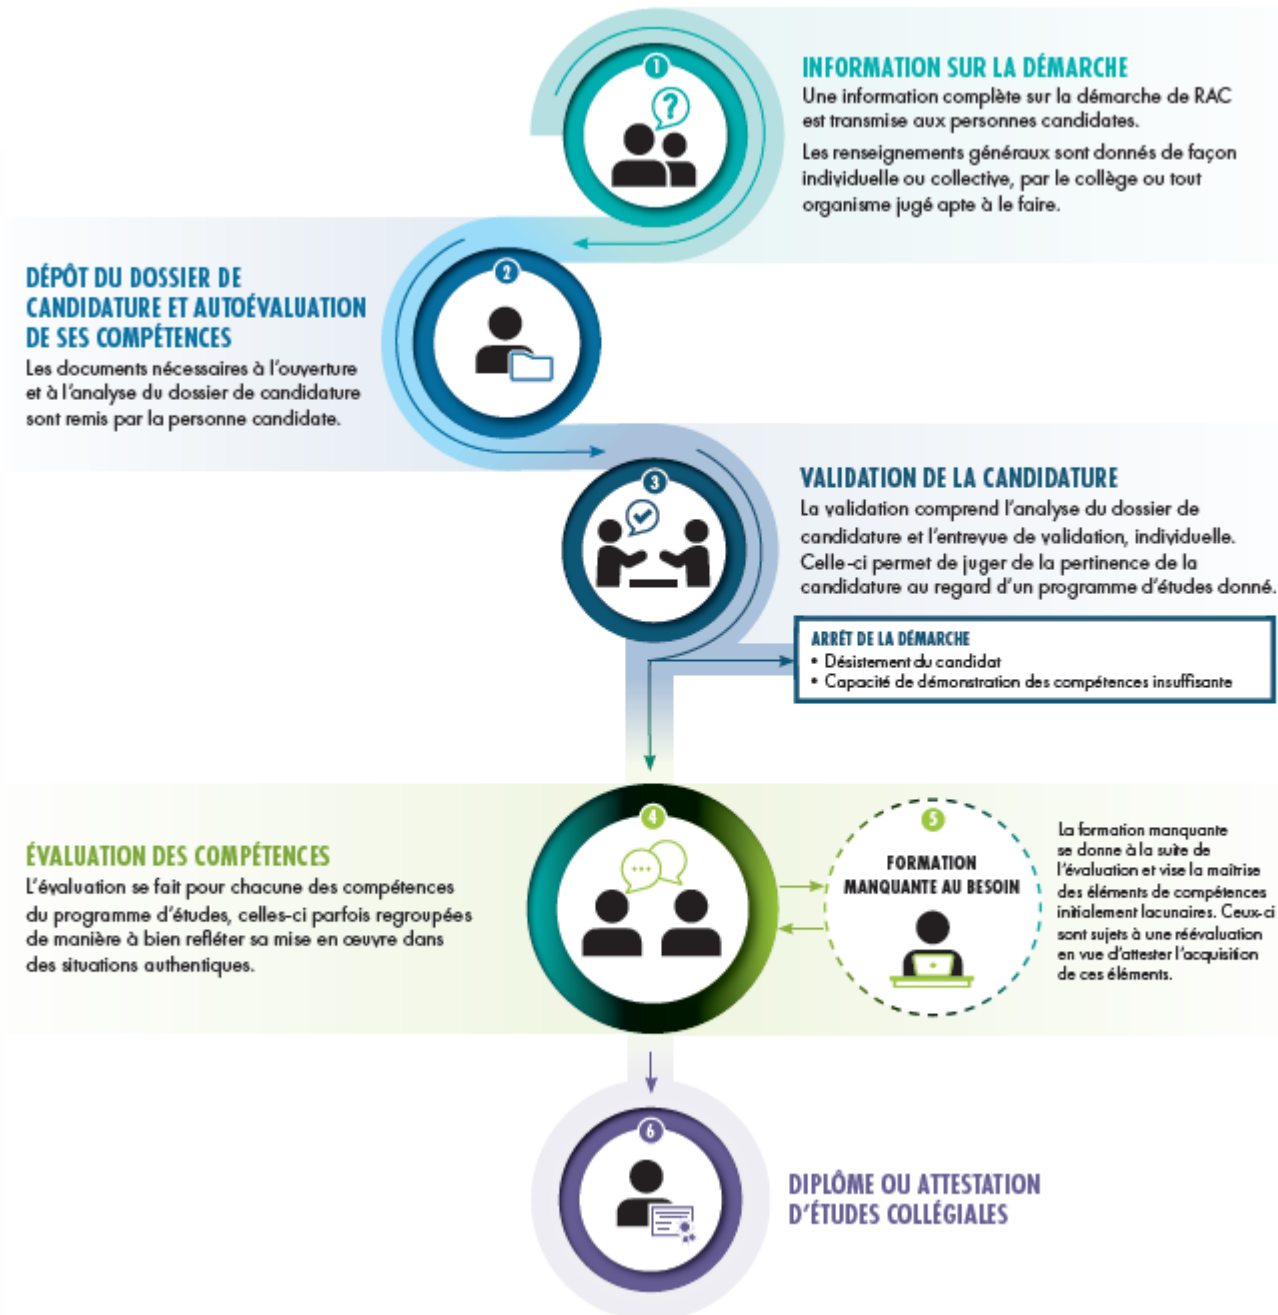 1
INFORMATION SUR LA DÉMARCHE
Une information complète sur la démarche de RAC
est transmise aux personnes candidates.
Les renseignements généraux sont donnés de façon
individuelle ou collective, par le collège ou tout
organisme jugé apte à le faire.
2
DÉPÔT DU DOSSIER DE
CANDIDATURE ET AUTOÉVALUATION
DE SES COMPÉTENCES
Les documents nécessaires à l'ouverture
et à l'analyse du dossier de candidature
sont remis par la personne candidate.
3
VALIDATION DE LA CANDIDATURE
La validation comprend l'analyse du dossier de
candidature et l'entrevue de validation, individuelle.
Celle-ci permet de juger de la pertinence de la
candidature au regard d'un programme d'études donné.
ARRÊT DE LA DÉMARCHE
• Désistement du candidat
• Capacité de démonstration des compétences insuffisante
4
ÉVALUATION DES COMPÉTENCES
L'évaluation se fait pour chacune des compétences
du programme d'études, celles-ci parfois regroupées
de manière à bien refléter sa mise en œuvre dans
des situations authentiques.
5
FORMATION
MANQUANTE AU BESOIN
La formation manquante
se donne à la suite de
l'évaluation et vise la maîtrise
des éléments de compétences
initialement lacunaires. Ceux-ci
sont sujets à une réévaluation
en vue d'attester l'acquisition
de ces éléments.
6
DIPLÔME OU ATTESTATION
D'ÉTUDES COLLÉGIALES